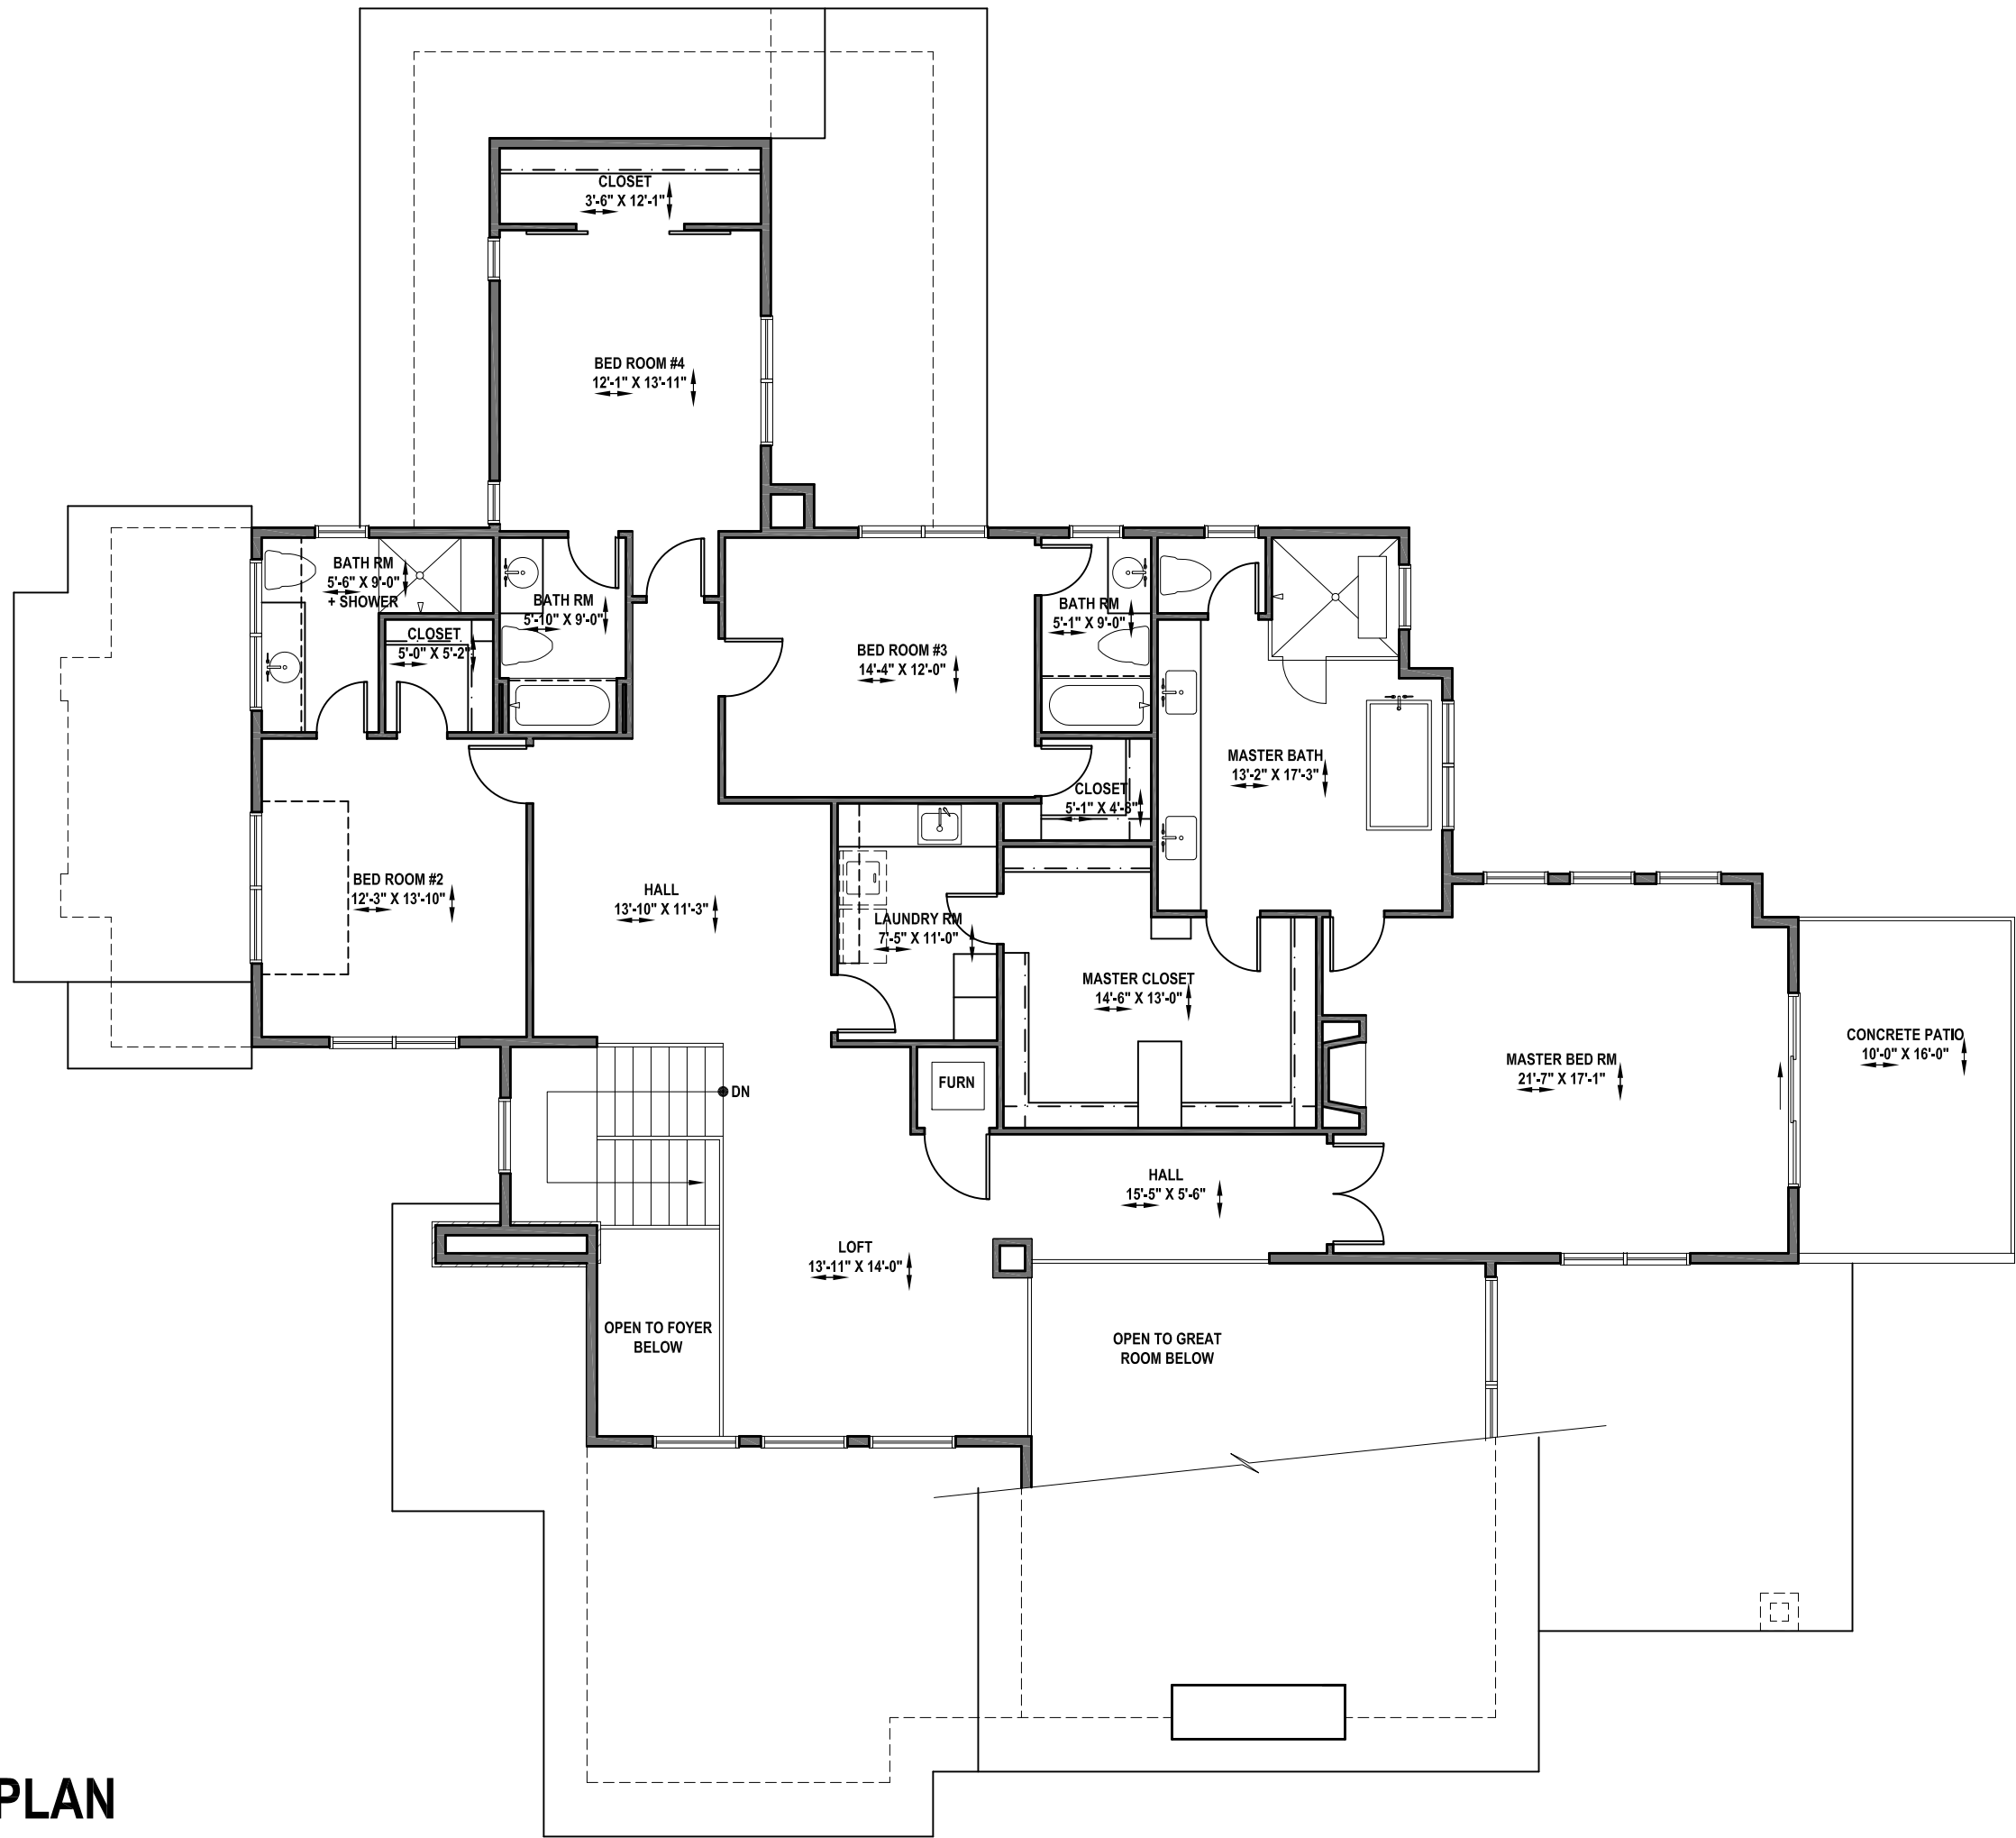 CLOSET
3'-6" X 12'-1"
BED ROOM #4
12'-1" X 13'-11"
BATH RM
5'-6" X 9'-0"
+ SHOWER
CLOSET
5'-0" X 5'-2"
BATH RM
5'-10" X 9'-0"
BED ROOM #3
14'-4" X 12'-0"
BATH RM
5'-1" X 9'-0"
MASTER BATH
13'-2" X 17'-3"
CLOSET
5'-1" X 4'-8"
BED ROOM #2
12'-3" X 13'-10"
HALL
13'-10" X 11'-3"
LAUNDRY RM
7'-5" X 11'-0"
MASTER CLOSET
14'-6" X 13'-0"
MASTER BED RM
21'-7" X 17'-1"
CONCRETE PATIO
10'-0" X 16'-0"
FURN
DN
HALL
15'-5" X 5'-6"
LOFT
13'-11" X 14'-0"
OPEN TO FOYER
BELOW
OPEN TO GREAT
ROOM BELOW
PLAN